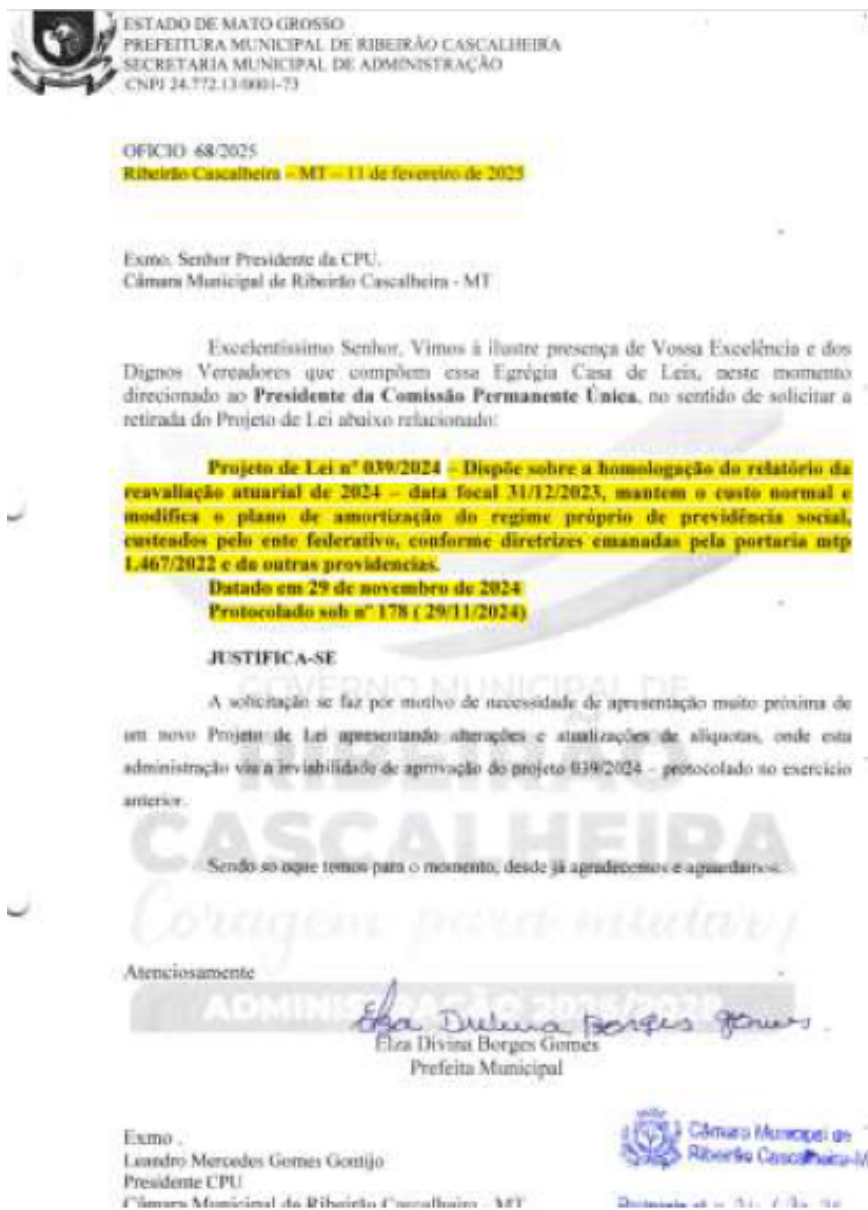 ESTADO DE MATO GROSSO
PREFEITURA MUNICIPAL DE RIBEIRÃO CASCALHEIRA
SECRETARIA MUNICIPAL DE ADMINISTRAÇÃO
CNPJ 24.772.13/0001-73
OFICIO 68/2025
Ribeirão Cascalheira – MT – 11 de fevereiro de 2025
Exmo. Senhor Presidente da CPU.
Câmara Municipal de Ribeirão Cascalheira - MT
Excelentíssimo Senhor, Vimos à ilustre presença de Vossa Excelência e dos
Dignos Vereadores que compõem essa Egrégia Casa de Leis, neste momento
direcionado ao Presidente da Comissão Permanente Única, no sentido de solicitar a
retirada do Projeto de Lei abaixo relacionado:
Projeto de Lei nº 039/2024 – Dispõe sobre a homologação do relatório da
reavaliação atuarial de 2024 – data focal 31/12/2023, mantem o custo normal e
modifica o plano de amortização do regime próprio de previdência social,
custeados pelo ente federativo, conforme diretrizes emanadas pela portaria mtp
1.467/2022 e da outras providencias.
Datado em 29 de novembro de 2024
Protocolado sob nº 178 ( 29/11/2024)
JUSTIFICA-SE
GOVERNO MUNICIPAL DE
A solicitação se faz por motivo de necessidade de apresentação muito próxima de
um novo Projeto de Lei apresentando alterações e atualizações de alíquotas, onde esta
RIBEIRÃO
administração viu a inviabilidade de aprovação do projeto 039/2024 – protocolado no exercício
anterior.
CASCALHEIRA
Sendo so oque temos para o momento, desde já agradecemos e aguardamos.
Coragem para mudar!
Atenciosamente
ADMINISTRAÇÃO 2025/2028
Elza Divina Borges Gomes
Elza Divina Borges Gomes
Prefeita Municipal
Exmo .
Leandro Mercedes Gomes Gontijo
Presidente CPU
Câmara Municipal de Ribeirão Cascalheira - MT
Câmara Municipal de
Ribeirão Cascalheira-M